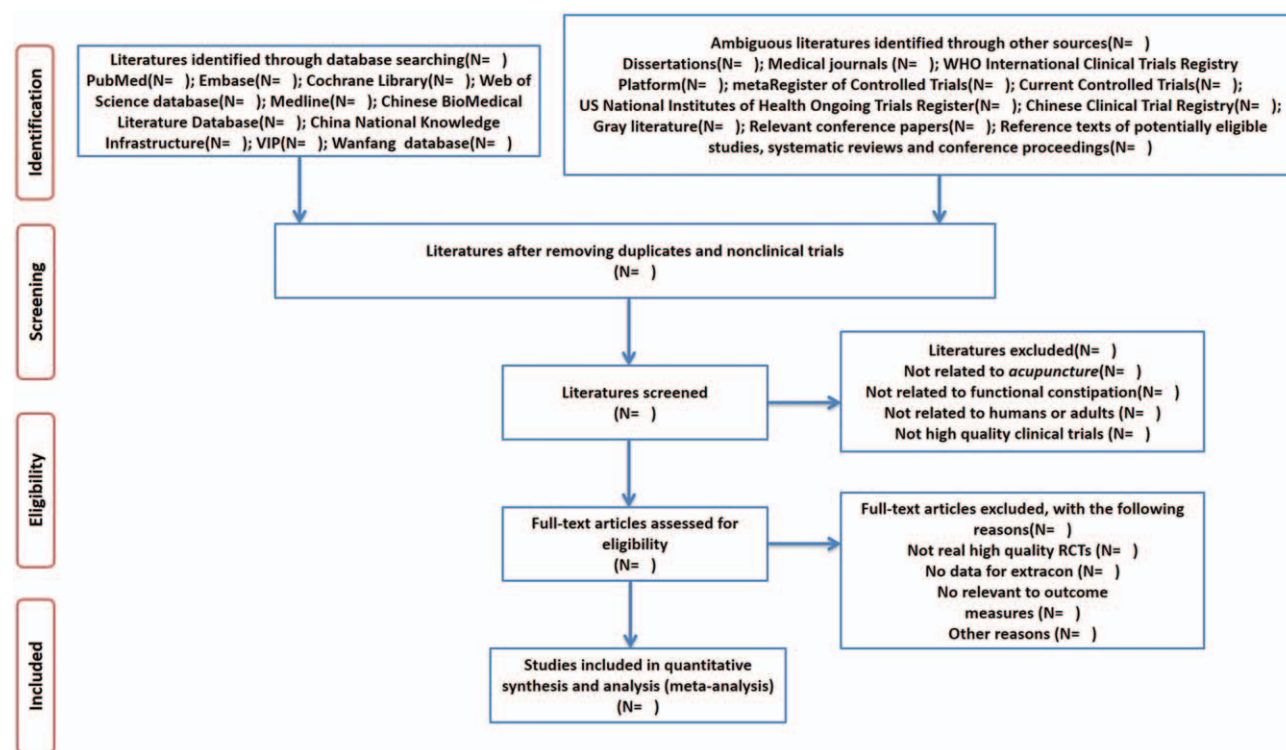 Identification
Literatures identified through database searching(N=  )
PubMed(N=  ); Embase(N=  ); Cochrane Library(N=  ); Web of
Science database(N=  ); Medline(N=  ); Chinese BioMedical
Literature Database(N=  ); China National Knowledge
Infrastructure(N=  ); VIP(N=  ); Wanfang database(N=  )
Ambiguous literatures identified through other sources(N=  )
Dissertations(N=  ); Medical journals (N=  ); WHO International Clinical Trials Registry
Platform(N=  ); metaRegister of Controlled Trials(N=  ); Current Controlled Trials(N=  );
US National Institutes of Health Ongoing Trials Register(N=  ); Chinese Clinical Trial Registry(N=  );
Gray literature(N=  ); Relevant conference papers(N=  ); Reference texts of potentially eligible
studies, systematic reviews and conference proceedings(N=  )
Screening
Literatures after removing duplicates and nonclinical trials
(N=  )
Literatures screened
(N=  )
Literatures excluded(N=  )
Not related to acupuncture(N=  )
Not related to functional constipation(N=  )
Not related to humans or adults (N=  )
Not high quality clinical trials (N=  )
Eligibility
Full-text articles assessed for
eligibility
(N=  )
Full-text articles excluded, with the following
reasons(N=  )
Not real high quality RCTs (N=  )
No data for extracon (N=  )
No relevant to outcome
measures (N=  )
Other reasons (N=  )
Included
Studies included in quantitative
synthesis and analysis (meta-analysis)
(N=  )